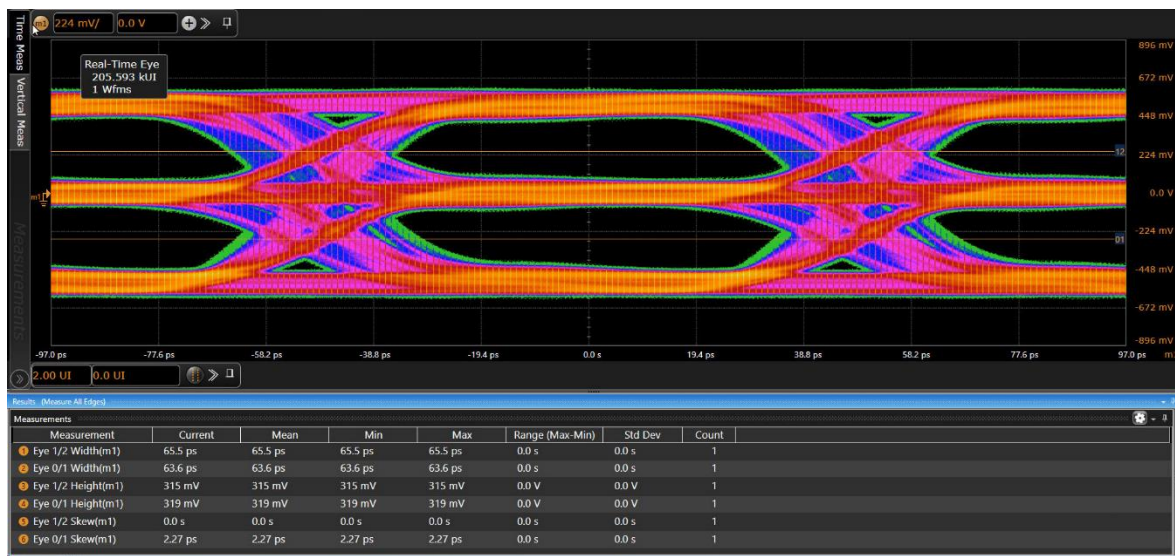 Time Meas
Vertical Meas
Measurements
m1 224 mV/ 0.0 V
Real-Time Eye
205.593 kUI
1 Wfms
896 mV
672 mV
448 mV
12
224 mV
m1
0.0 V
-224 mV
01
-448 mV
-672 mV
-896 mV
-97.0 ps -77.6 ps -58.2 ps -38.8 ps -19.4 ps 0.0 s 19.4 ps 38.8 ps 58.2 ps 77.6 ps 97.0 ps m
2.00 UI 0.0 UI
Results (Measure All Edges)
Measurements
Measurement Current Mean Min Max Range (Max-Min) Std Dev Count
1 Eye 1/2 Width(m1) 65.5 ps 65.5 ps 65.5 ps 65.5 ps 0.0 s 0.0 s 1
2 Eye 0/1 Width(m1) 63.6 ps 63.6 ps 63.6 ps 63.6 ps 0.0 s 0.0 s 1
3 Eye 1/2 Height(m1) 315 mV 315 mV 315 mV 315 mV 0.0 V 0.0 V 1
4 Eye 0/1 Height(m1) 319 mV 319 mV 319 mV 319 mV 0.0 V 0.0 V 1
5 Eye 1/2 Skew(m1) 0.0 s 0.0 s 0.0 s 0.0 s 0.0 s 0.0 s 1
6 Eye 0/1 Skew(m1) 2.27 ps 2.27 ps 2.27 ps 2.27 ps 0.0 s 0.0 s 1